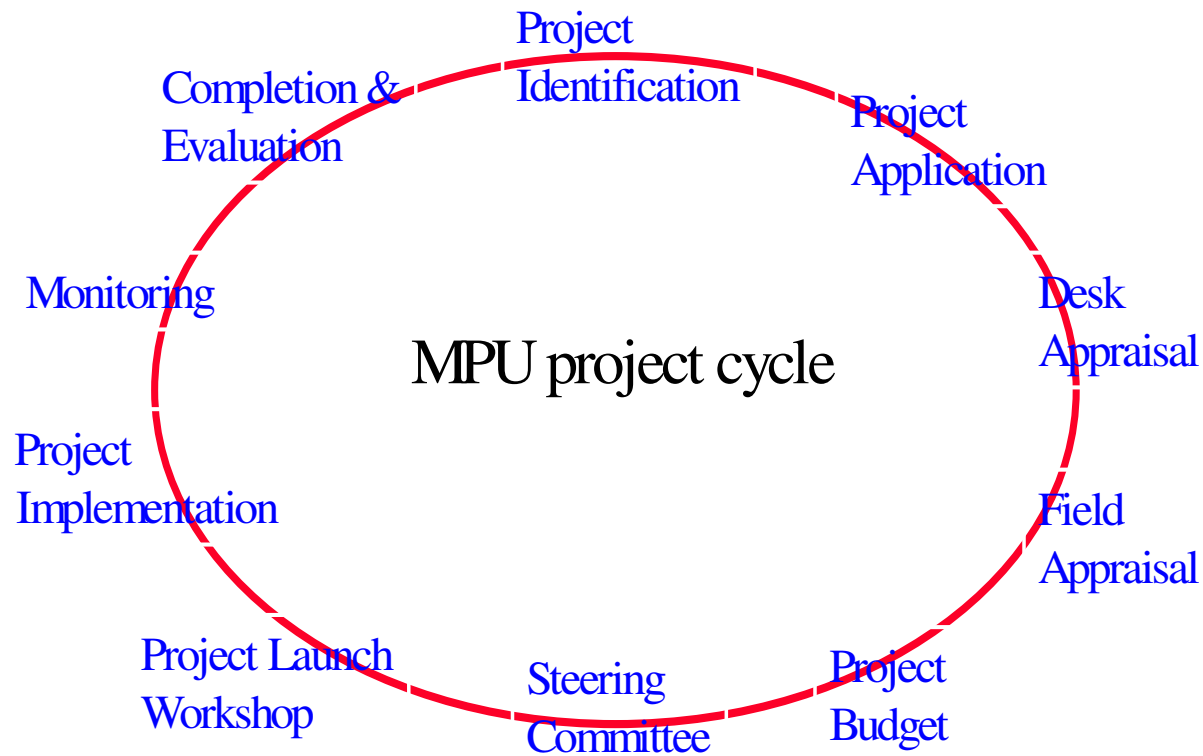 Project
Identification
Project
Application
Desk
Appraisal
Field
Appraisal
Project
Budget
Steering
Committee
Project Launch
Workshop
Project
Implementation
Monitoring
Completion &
Evaluation
MPU project cycle